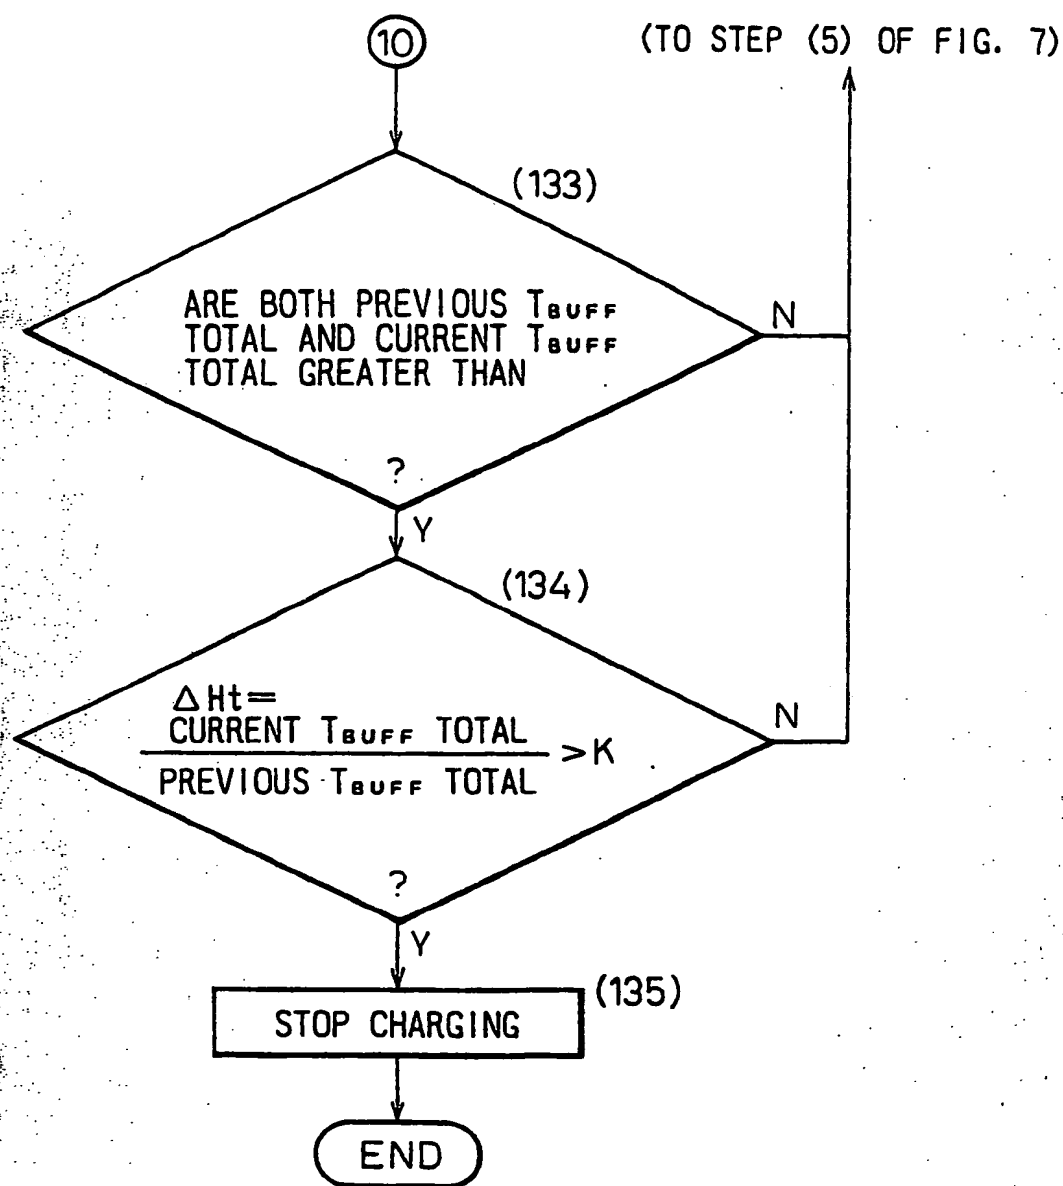 10
(TO STEP (5) OF FIG. 7)
(133)
ARE BOTH PREVIOUS TBUFF
TOTAL AND CURRENT TBUFF
TOTAL GREATER THAN
?
N
Y
(134)
ΔHt=
CURRENT TBUFF TOTAL
PREVIOUS TBUFF TOTAL
>K
?
N
Y
(135)
STOP CHARGING
END